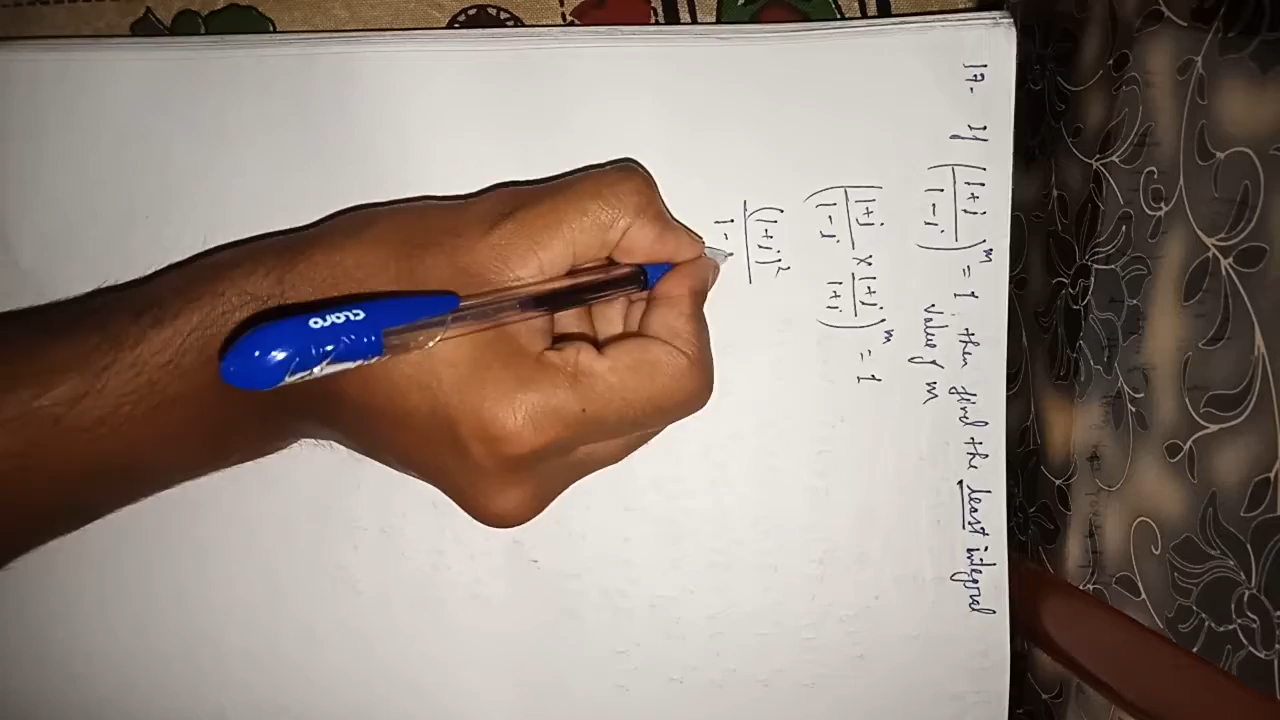 17. If (1+i / 1-i)^m = 1, then find the least integral
value of m
(1+i / 1-i × 1+i / 1+i)^m = 1
(1+i)² / 1-
CLARO